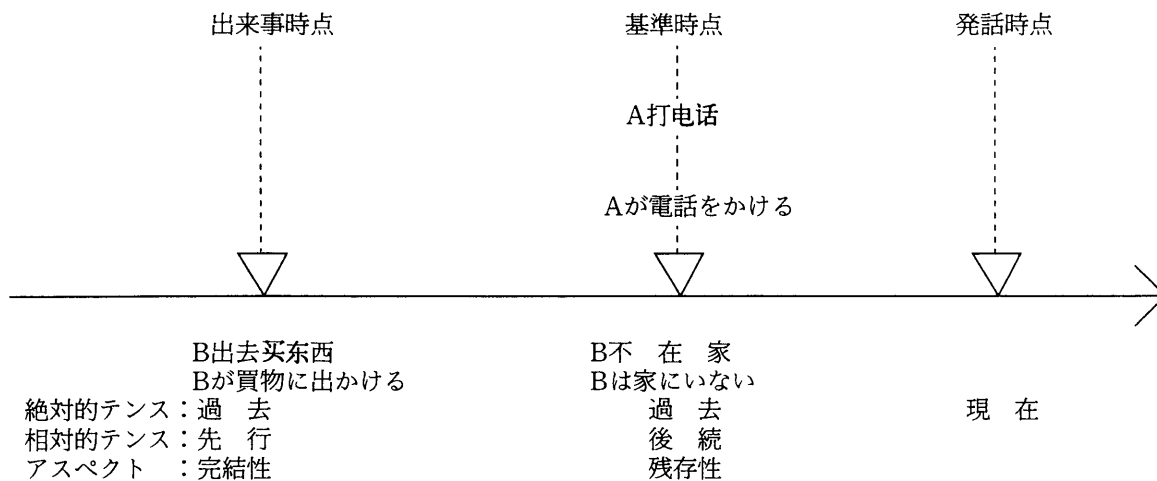 出来事時点 基準時点 発話時点
A打电话
Aが電話をかける
B出去买东西 B不 在 家
Bが買物に出かける Bは家にいない
絶対的テンス：過 去 過 去 現 在
相対的テンス：先 行 後 続
アスペクト ：完結性 残存性